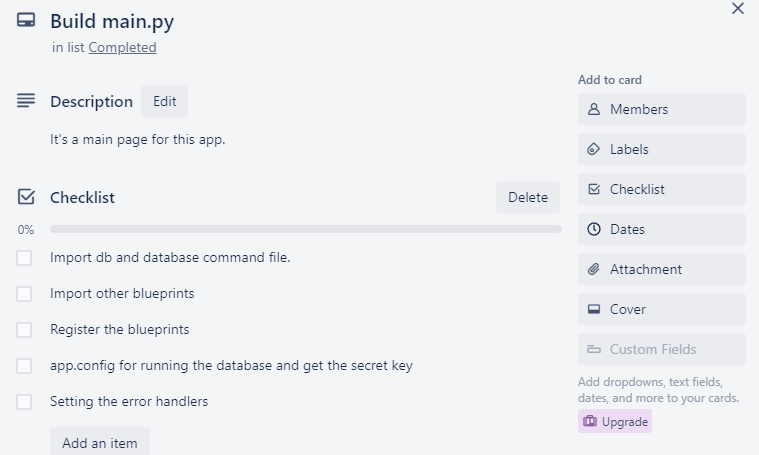 Build main.py
in list Completed
Description
Edit
It's a main page for this app.
Checklist
Delete
0%
Import db and database command file.
Import other blueprints
Register the blueprints
app.config for running the database and get the secret key
Setting the error handlers
Add an item
Add to card
Members
Labels
Checklist
Dates
Attachment
Cover
Custom Fields
Add dropdowns, text fields,
dates, and more to your cards.
Upgrade